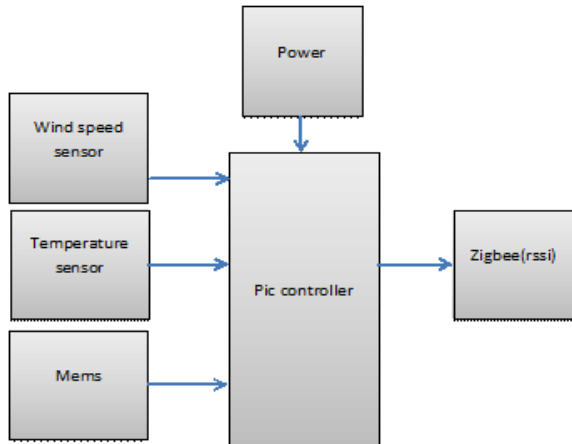 Power
Wind speed
sensor
Temperature
sensor
Zigbee(rssi)
Pic controller
Mems